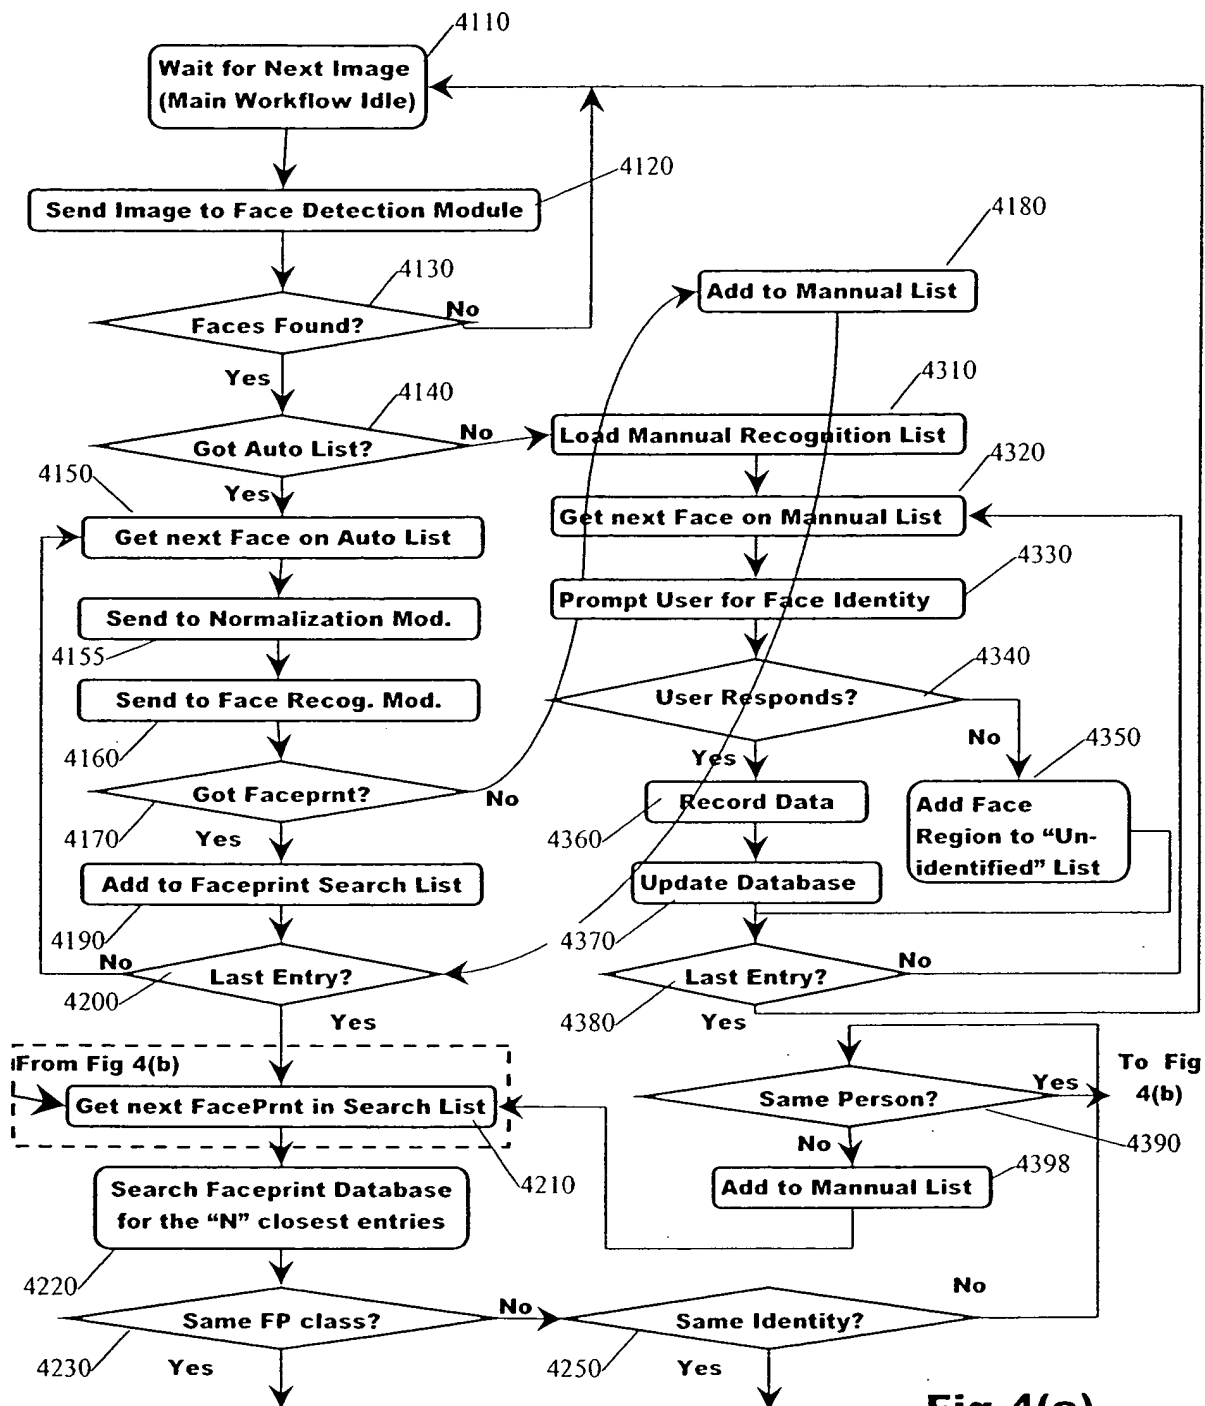 4110
Wait for Next Image
(Main Workflow Idle)
4120
Send Image to Face Detection Module
4180
4130
Add to Mannual List
No
Faces Found?
Yes
4310
4140
No
Load Mannual Recognition List
Got Auto List?
4320
4150
Yes
Get next Face on Mannual List
Get next Face on Auto List
4330
Prompt User for Face Identity
Send to Normalization Mod.
4155
4340
Send to Face Recog. Mod.
User Responds?
No
4350
4160
Yes
Got Faceprnt?
No
Record Data
Add Face
Region to “Un-
identified” List
4170
4360
Yes
Add to Faceprint Search List
Update Database
4190
4370
No
Last Entry?
Last Entry?
No
4200
4380
Yes
Yes
From Fig 4(b)
To Fig
4(b)
Get next FacePrnt in Search List
Same Person?
Yes
No
4390
4210
4398
Add to Mannual List
Search Faceprint Database
for the “N” closest entries
4220
No
No
Same FP class?
Same Identity?
4230
4250
Yes
Yes
Fig 4(a)